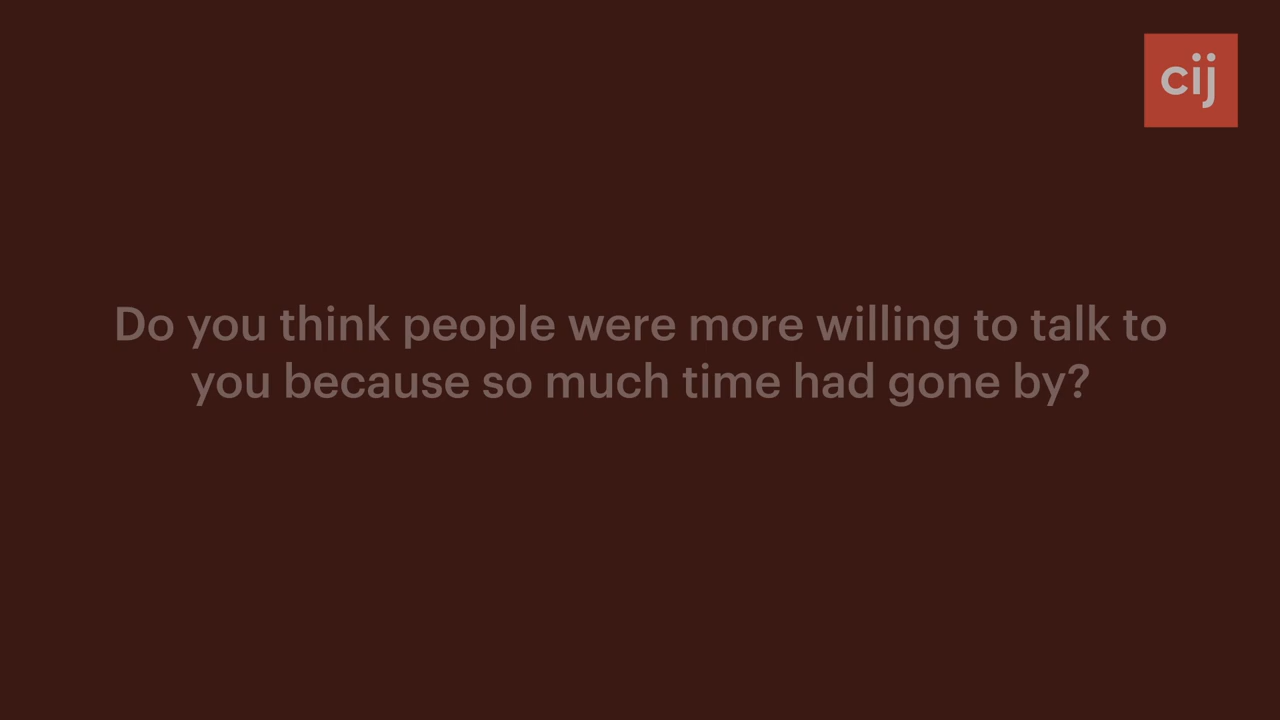 cij
Do you think people were more willing to talk to
you because so much time had gone by?